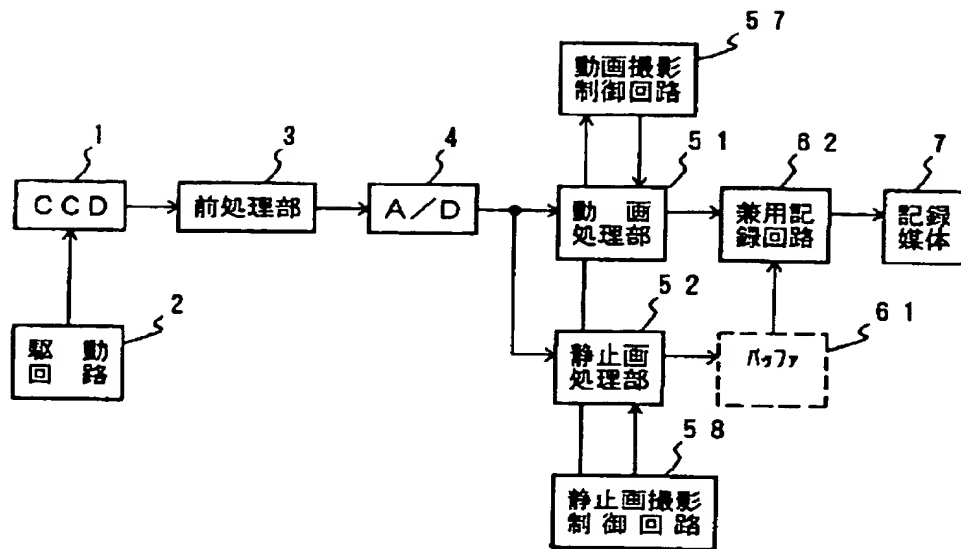 5 7
動画撮影
制御回路
1
3
4
5 1
6 2
7
CCD
前処理部
A/D
動 画
処理部
兼用記
録回路
記録
媒体
2
5 2
6 1
駆 動
回 路
静止画
処理部
バッファ
5 8
静止画撮影
制御回路